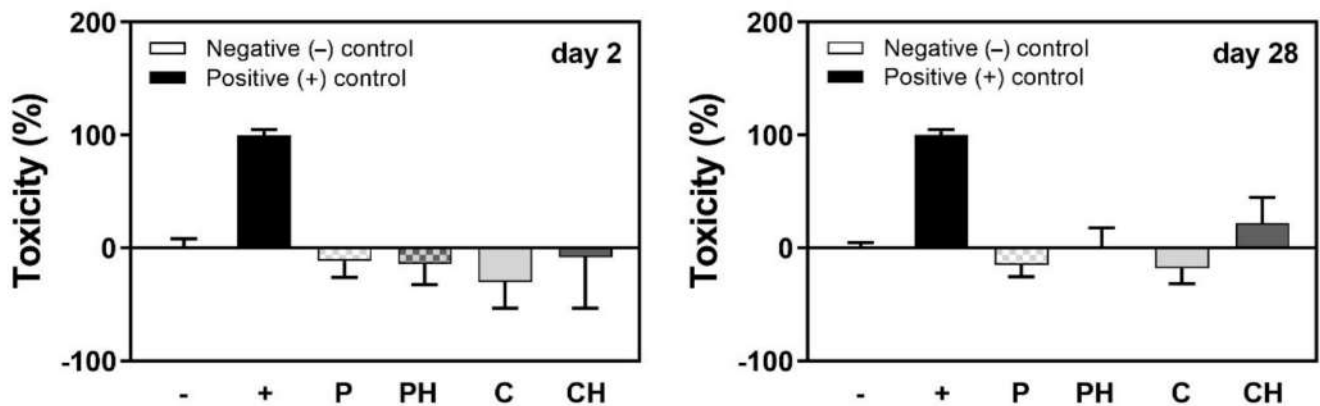 200
Negative (–) control
day 2
Positive (+) control
100
0
-100
Toxicity (%)
- + P PH C CH
200
Negative (–) control
day 28
Positive (+) control
100
0
-100
Toxicity (%)
- + P PH C CH